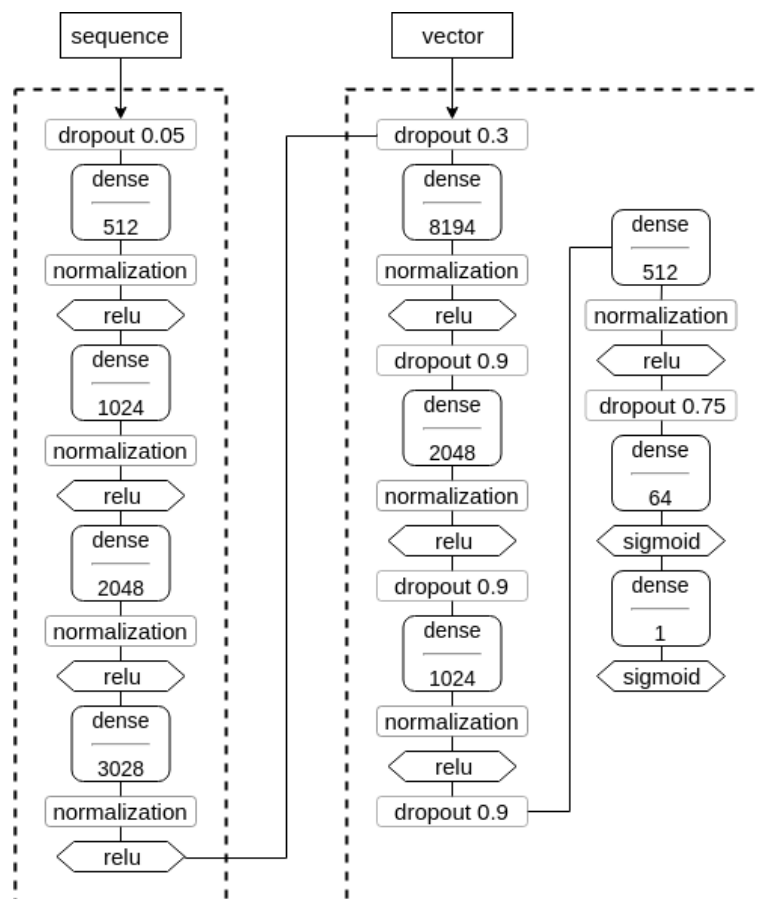 sequence
dropout 0.05
dense
512
normalization
relu
dense
1024
normalization
relu
dense
2048
normalization
relu
dense
3028
normalization
relu
vector
dropout 0.3
dense
8194
normalization
relu
dropout 0.9
dense
2048
normalization
relu
dropout 0.9
dense
1024
normalization
relu
dropout 0.9
dense
512
normalization
relu
dropout 0.75
dense
64
sigmoid
dense
1
sigmoid